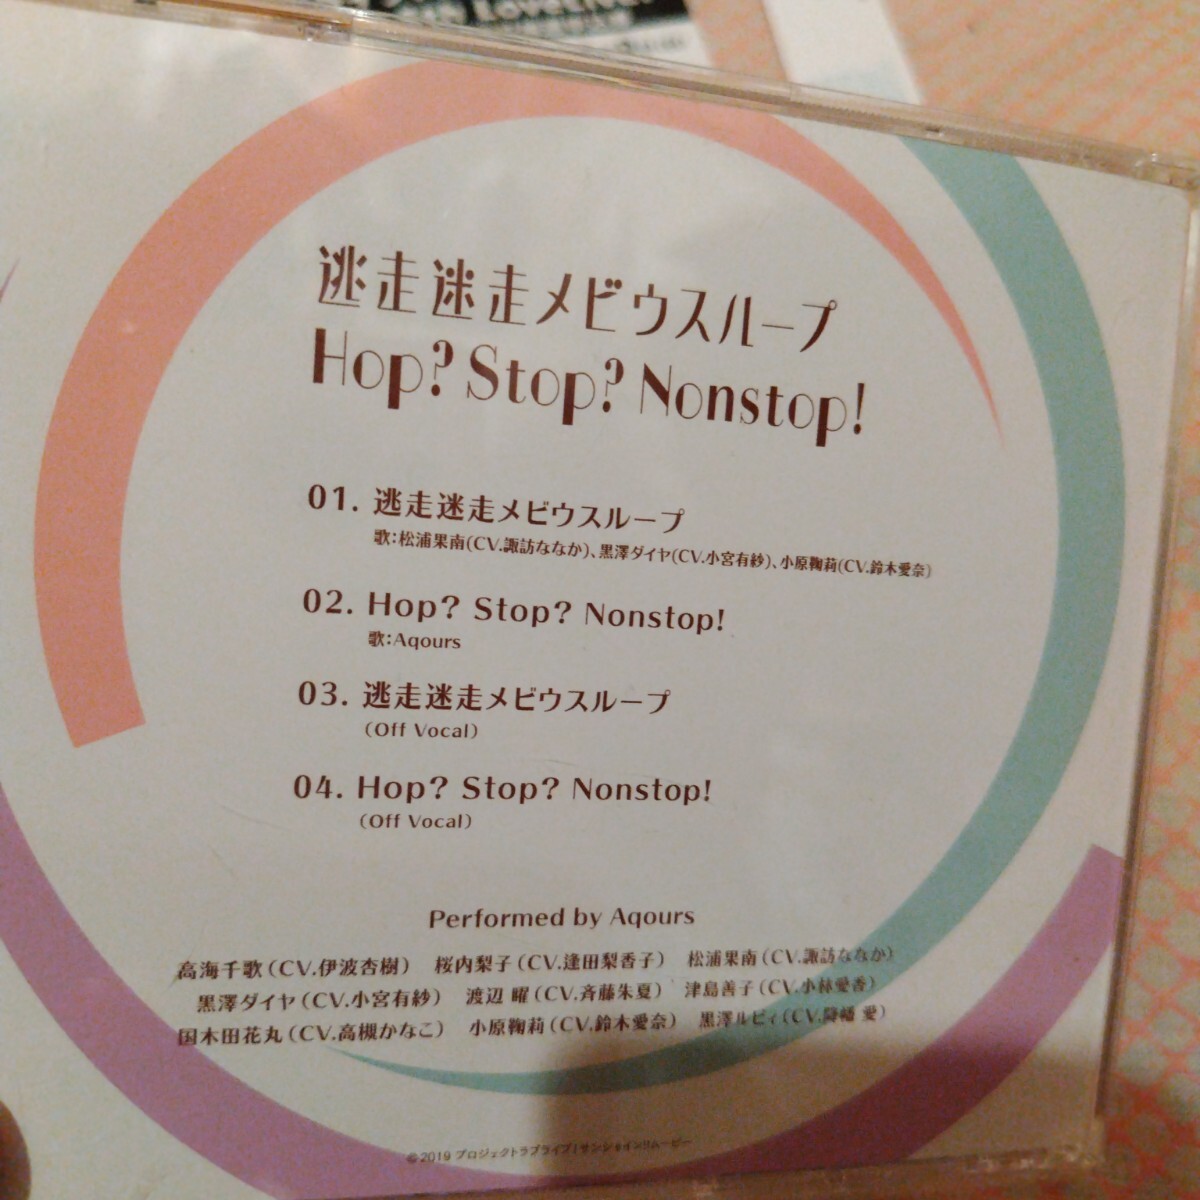 逃走迷走メビウスループ
Hop? Stop? Nonstop!
01. 逃走迷走メビウスループ
歌:松浦果南(CV.諏訪ななか)、黒澤ダイヤ(CV.小宮有紗)、小原鞠莉(CV.鈴木愛奈)
02. Hop? Stop? Nonstop!
歌:Aqours
03. 逃走迷走メビウスループ
(Off Vocal)
04. Hop? Stop? Nonstop!
(Off Vocal)
Performed by Aqours
高海千歌(CV.伊波杏樹) 桜内梨子(CV.逢田梨香子) 松浦果南(CV.諏訪ななか)
黒澤ダイヤ(CV.小宮有紗) 渡辺 曜(CV.斉藤朱夏) 津島善子(CV.小林愛香)
国木田花丸(CV.高槻かなこ) 小原鞠莉(CV.鈴木愛奈) 黒澤ルビィ(CV.降幡 愛)
©2019 プロジェクトラブライブ!サンシャイン!!ムービー